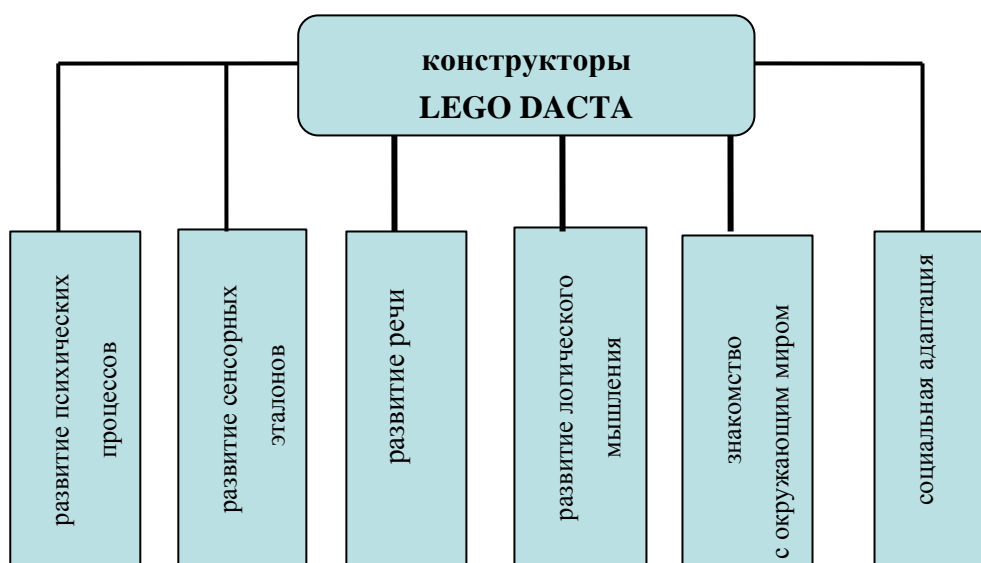 конструкторы
LEGO DACTA
развитие психических
процессов
развитие сенсорных
эталонов
развитие речи
развитие логического
мышления
знакомство
с окружающим миром
социальная адаптация